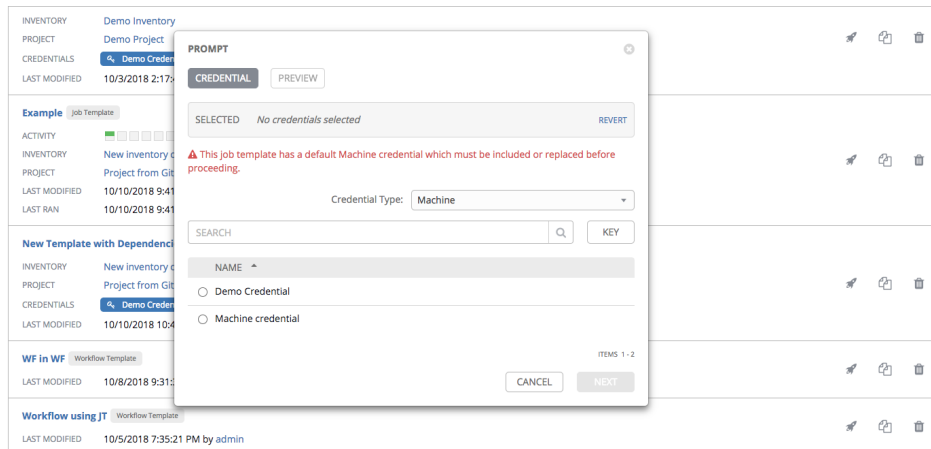 INVENTORY Demo Inventory
PROJECT Demo Project
CREDENTIALS Demo Creden
LAST MODIFIED 10/3/2018 2:17:
Example Job Template
ACTIVITY
INVENTORY New inventory
PROJECT Project from Git
LAST MODIFIED 10/10/2018 9:41
LAST RAN 10/10/2018 9:41
New Template with Dependenci
INVENTORY New inventory
PROJECT Project from Git
CREDENTIALS Demo Creden
LAST MODIFIED 10/10/2018 10:4
WF in WF Workflow Template
LAST MODIFIED 10/8/2018 9:31:
Workflow using JT Workflow Template
LAST MODIFIED 10/5/2018 7:35:21 PM by admin
PROMPT
CREDENTIAL PREVIEW
SELECTED No credentials selected REVERT
This job template has a default Machine credential which must be included or replaced before
proceeding.
Credential Type: Machine
SEARCH KEY
NAME
Demo Credential
Machine credential
ITEMS 1 - 2
CANCEL NEXT